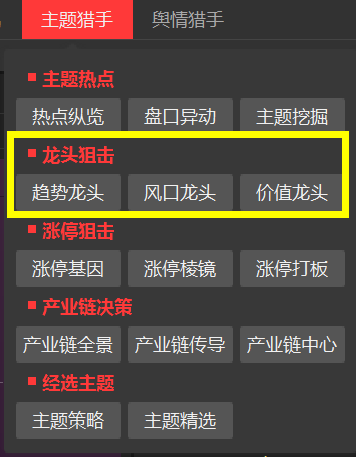 主题猎手 舆情猎手
主题热点
热点纵览 盘口异动 主题挖掘
龙头狙击
趋势龙头 风口龙头 价值龙头
涨停狙击
涨停基因 涨停棱镜 涨停打板
产业链决策
产业链全景 产业链传导 产业链中心
经选主题
主题策略 主题精选